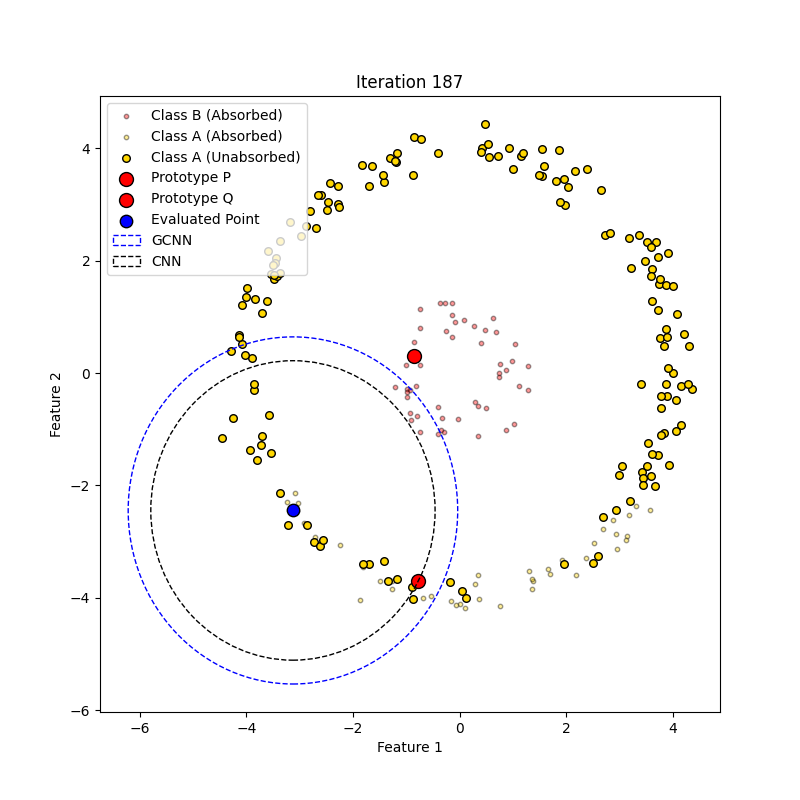 Iteration 187
Class B (Absorbed)
Class A (Absorbed)
Class A (Unabsorbed)
Prototype P
Prototype Q
Evaluated Point
GCNN
CNN
4
2
0
−2
−4
−6
Feature 2
−6 −4 −2 0 2 4
Feature 1